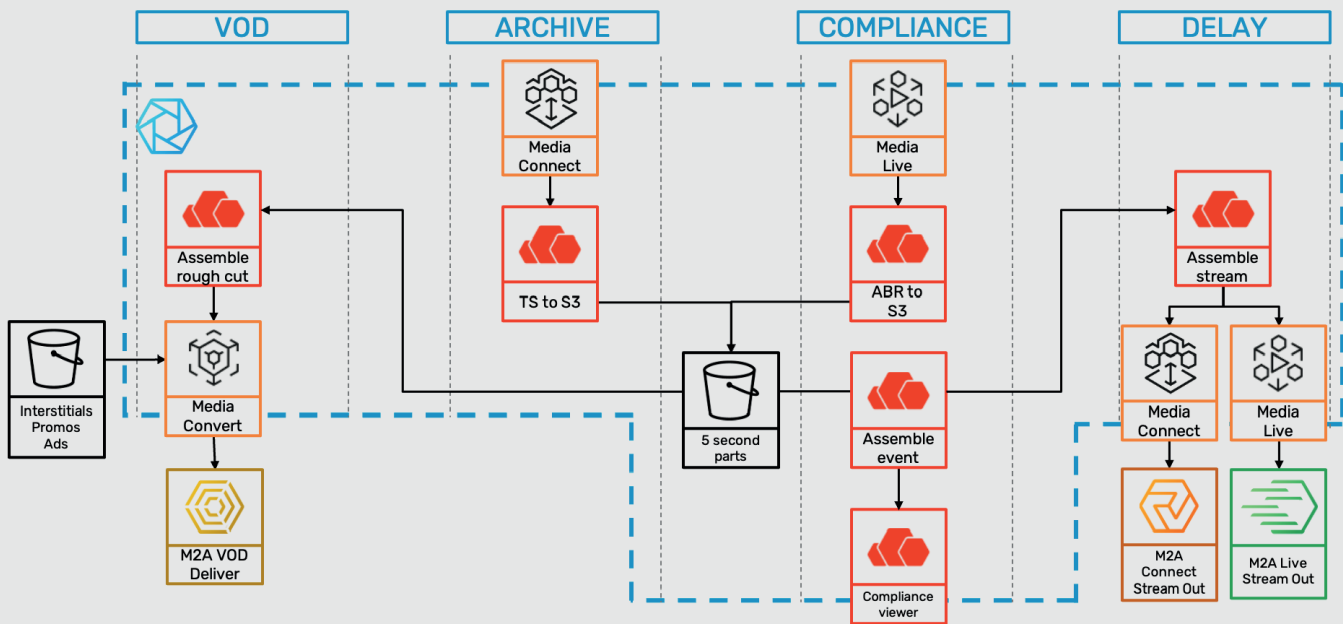 VOD
ARCHIVE
COMPLIANCE
DELAY
Media
Connect
Media
Live
Assemble
rough cut
TS to S3
ABR to
S3
Assemble
stream
Interstitials
Promos
Ads
Media
Convert
5 second
parts
Assemble
event
Media
Connect
Media
Live
M2A VOD
Deliver
Compliance
viewer
M2A
Connect
Stream Out
M2A Live
Stream Out